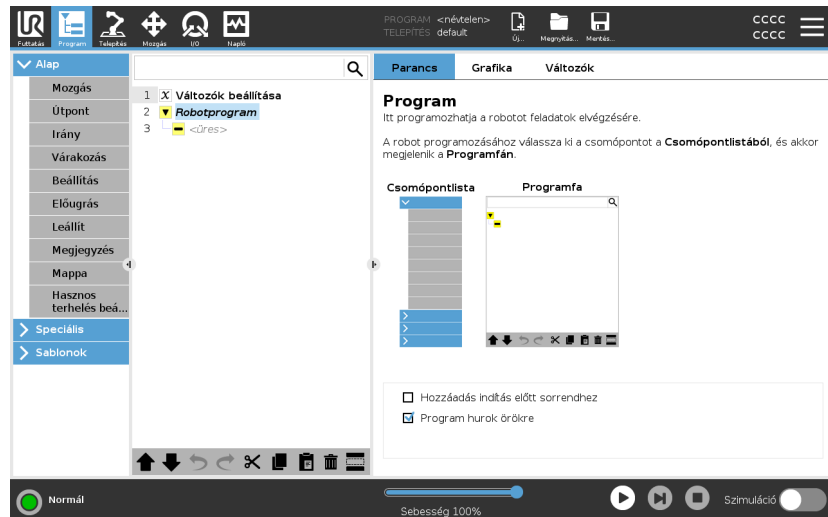 PROGRAM <névtelen>
TELEPÍTÉS default
CCCC
CCCC
Futtatás
Program
Telepítés
Mozgás
I/O
Napló
Új...
Megnyitás...
Mentés...
Alap
Mozgás
Útpont
Irány
Várakozás
Beállítás
Előugrás
Leállít
Megjegyzés
Mappa
Hasznos
terhelés beá...
Speciális
Sablonok
1 X Változók beállítása
2 Robotprogram
3 <üres>
Parancs Grafika Változók
Program
Itt programozhatja a robotot feladatok elvégzésére.
A robot programozásához válassza ki a csomópontot a Csomópontlistából, és akkor
megjelenik a Programfán.
Csomópontlista Programfa
Hozzáadás indítás előtt sorrendhez
Program hurok örökre
Normál
Sebesség 100%
Szimuláció